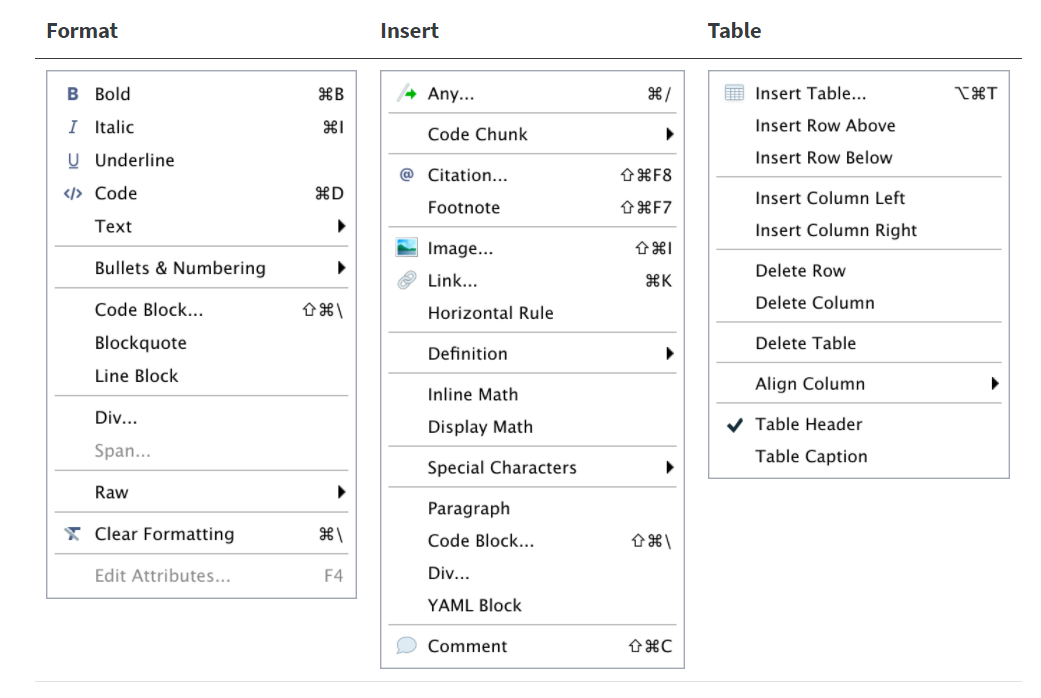 Format
Bold ⌘B
Italic ⌘I
Underline
Code ⌘D
Text
Bullets & Numbering
Code Block... ⇧⌘\
Blockquote
Line Block
Div...
Span...
Raw
Clear Formatting ⌘\
Edit Attributes... F4
Insert
Any... ⌘/
Code Chunk
Citation... ⇧⌘F8
Footnote ⇧⌘F7
Image... ⇧⌘I
Link... ⌘K
Horizontal Rule
Definition
Inline Math
Display Math
Special Characters
Paragraph
Code Block... ⇧⌘\
Div...
YAML Block
Comment ⇧⌘C
Table
Insert Table... ⌥⌘T
Insert Row Above
Insert Row Below
Insert Column Left
Insert Column Right
Delete Row
Delete Column
Delete Table
Align Column
Table Header
Table Caption